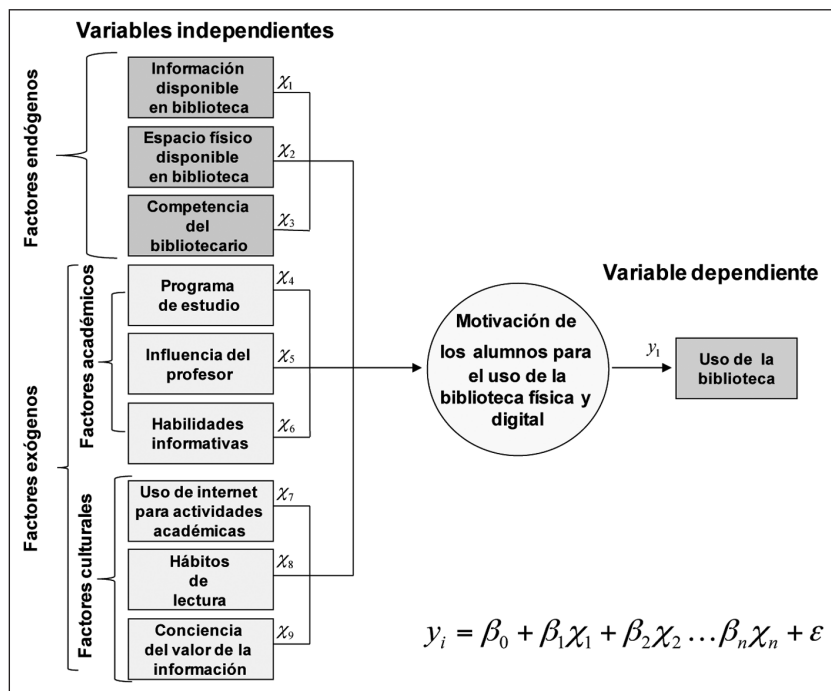 Variables independientes
Factores endógenos
Información
disponible
en biblioteca
χ1
Espacio físico
disponible
en biblioteca
χ2
Competencia
del
bibliotecario
χ3
Factores exógenos
Factores académicos
Programa
de estudio
χ4
Influencia del
profesor
χ5
Habilidades
informativas
χ6
Factores culturales
Uso de internet
para actividades
académicas
χ7
Hábitos
de
lectura
χ8
Conciencia
del valor de la
información
χ9
Motivación de
los alumnos para
el uso de la
biblioteca física y
digital
Variable dependiente
y1
Uso de la
biblioteca
yi = β0 + β1χ1 + β2χ2 ...βnχn + ε